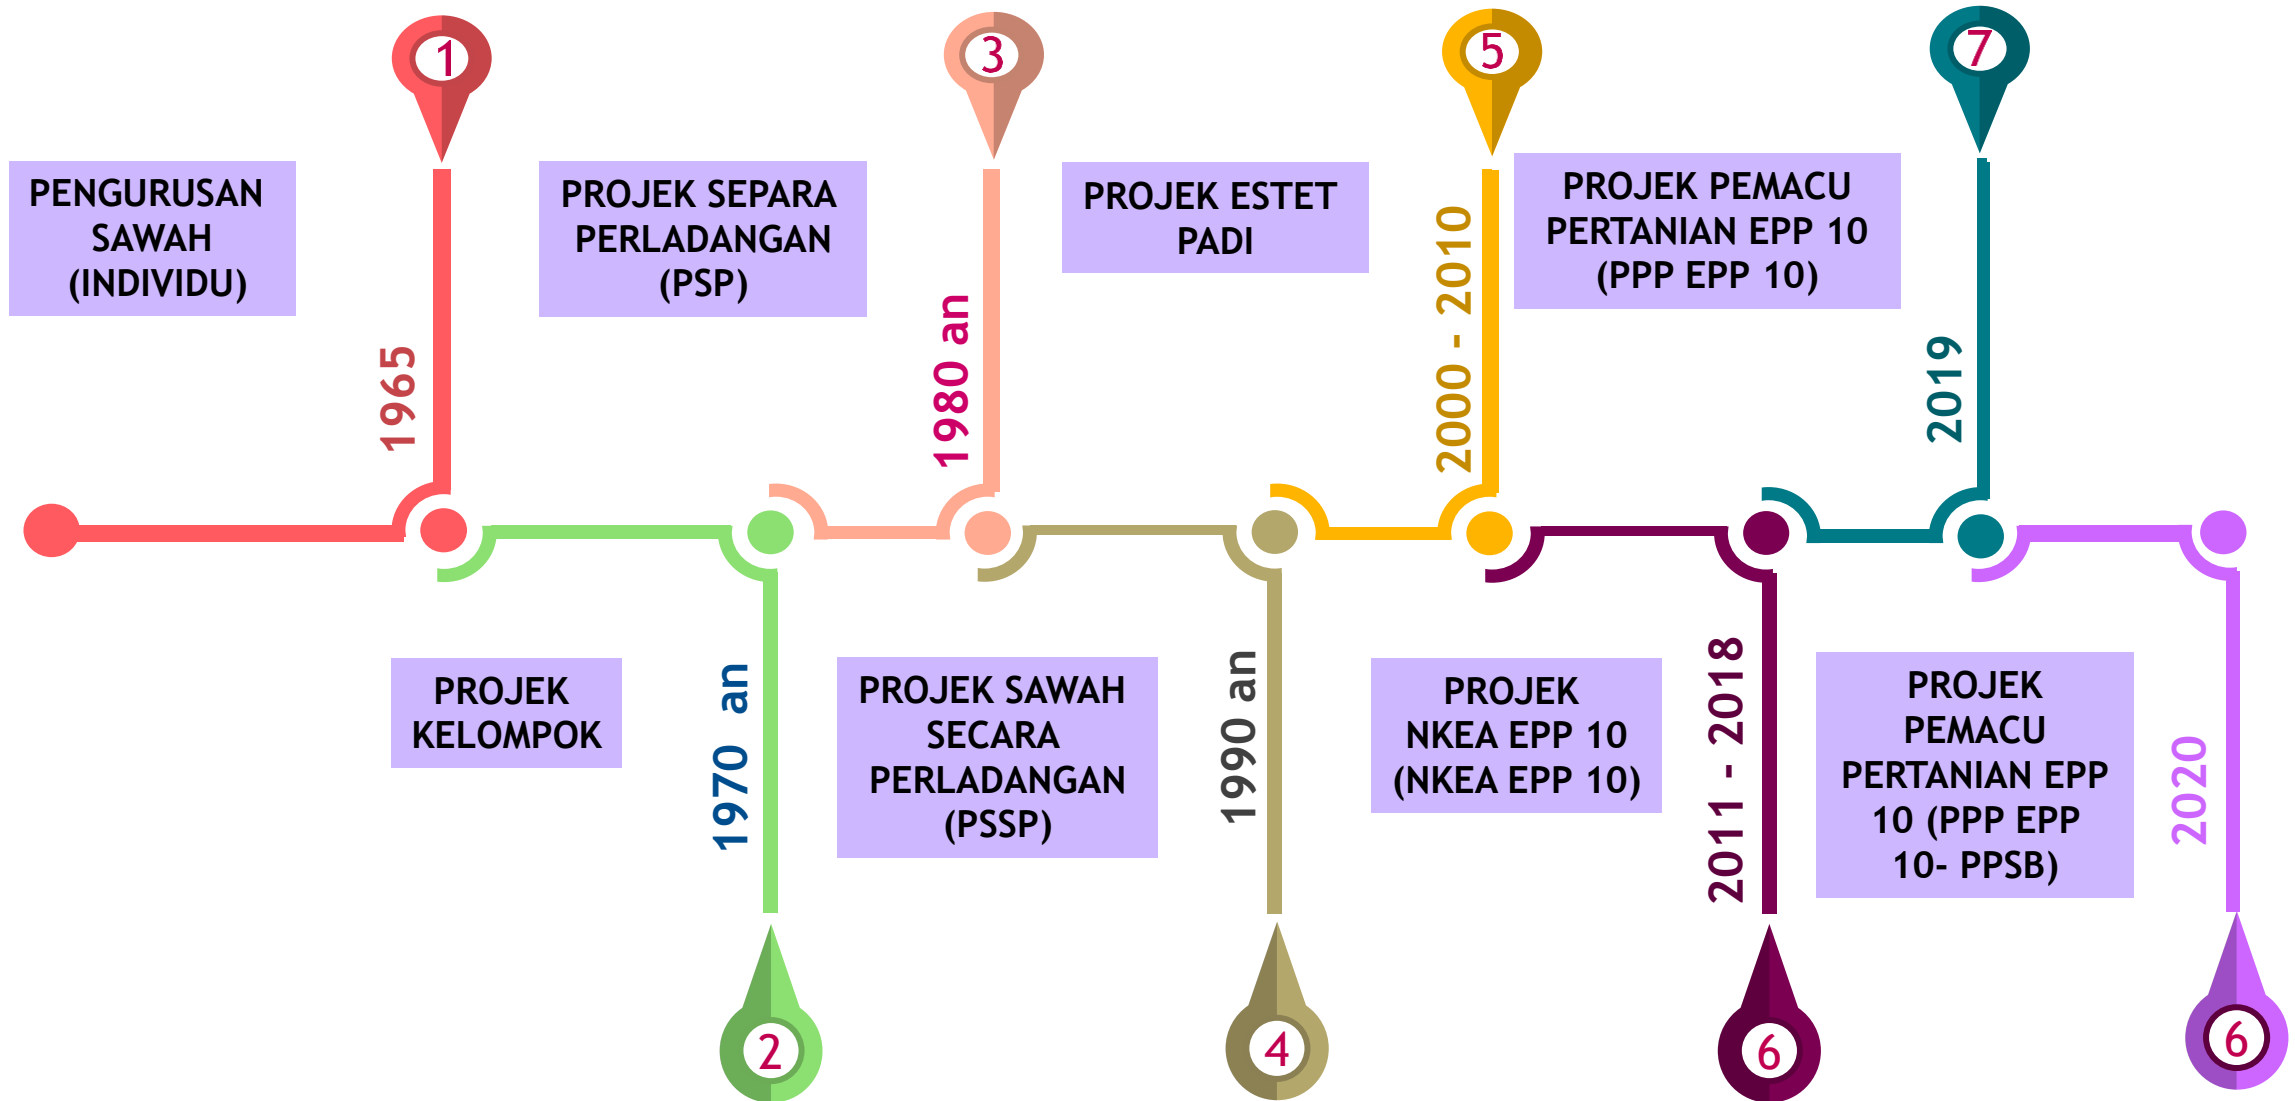 1
PENGURUSAN
SAWAH
(INDIVIDU)
1965
PROJEK
KELOMPOK
1970 an
2
3
PROJEK SEPARA
PERLADANGAN
(PSP)
1980 an
PROJEK SAWAH
SECARA
PERLADANGAN
(PSSP)
1990 an
4
5
PROJEK ESTET
PADI
2000 - 2010
PROJEK
NKEA EPP 10
(NKEA EPP 10)
2011 - 2018
6
7
PROJEK PEMACU
PERTANIAN EPP 10
(PPP EPP 10)
2019
PROJEK
PEMACU
PERTANIAN EPP
10 (PPP EPP
10- PPSB)
2020
6